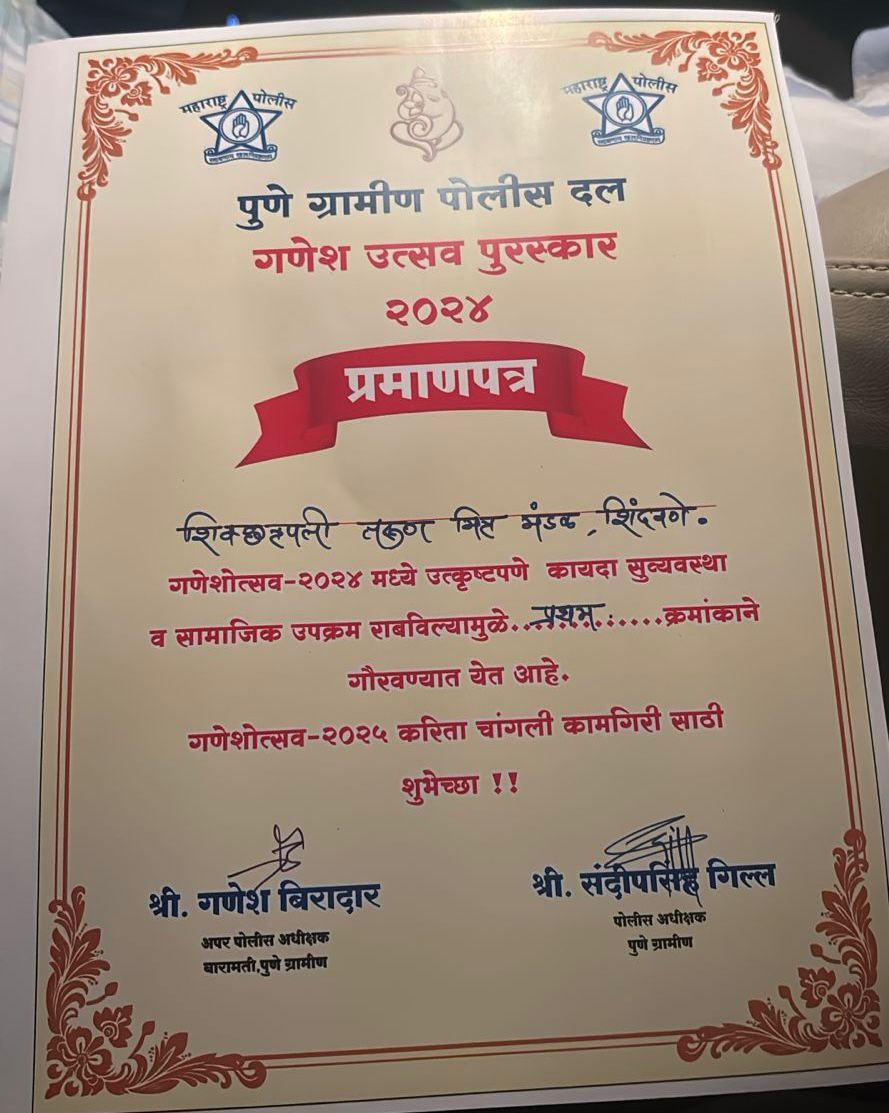 महाराष्ट्र पोलीस
महाराष्ट्र पोलीस
पुणे ग्रामीण पोलीस दल
गणेश उत्सव पुरस्कार
२०२४
प्रमाणपत्र
शिवछत्रपती तरुण मित्र मंडळ, शिंदवणे.
गणेशोत्सव-२०२४ मध्ये उत्कृष्टपणे कायदा सुव्यवस्था
व सामाजिक उपक्रम राबविल्यामुळे..प्रथम.:....क्रमांकाने
गौरवण्यात येत आहे.
गणेशोत्सव-२०२५ करिता चांगली कामगिरी साठी
शुभेच्छा !!
श्री. गणेश बिरादार
अपर पोलीस अधीक्षक
बारामती,पुणे ग्रामीण
श्री. संदीपसिंह गिल्ल
पोलीस अधीक्षक
पुणे ग्रामीण